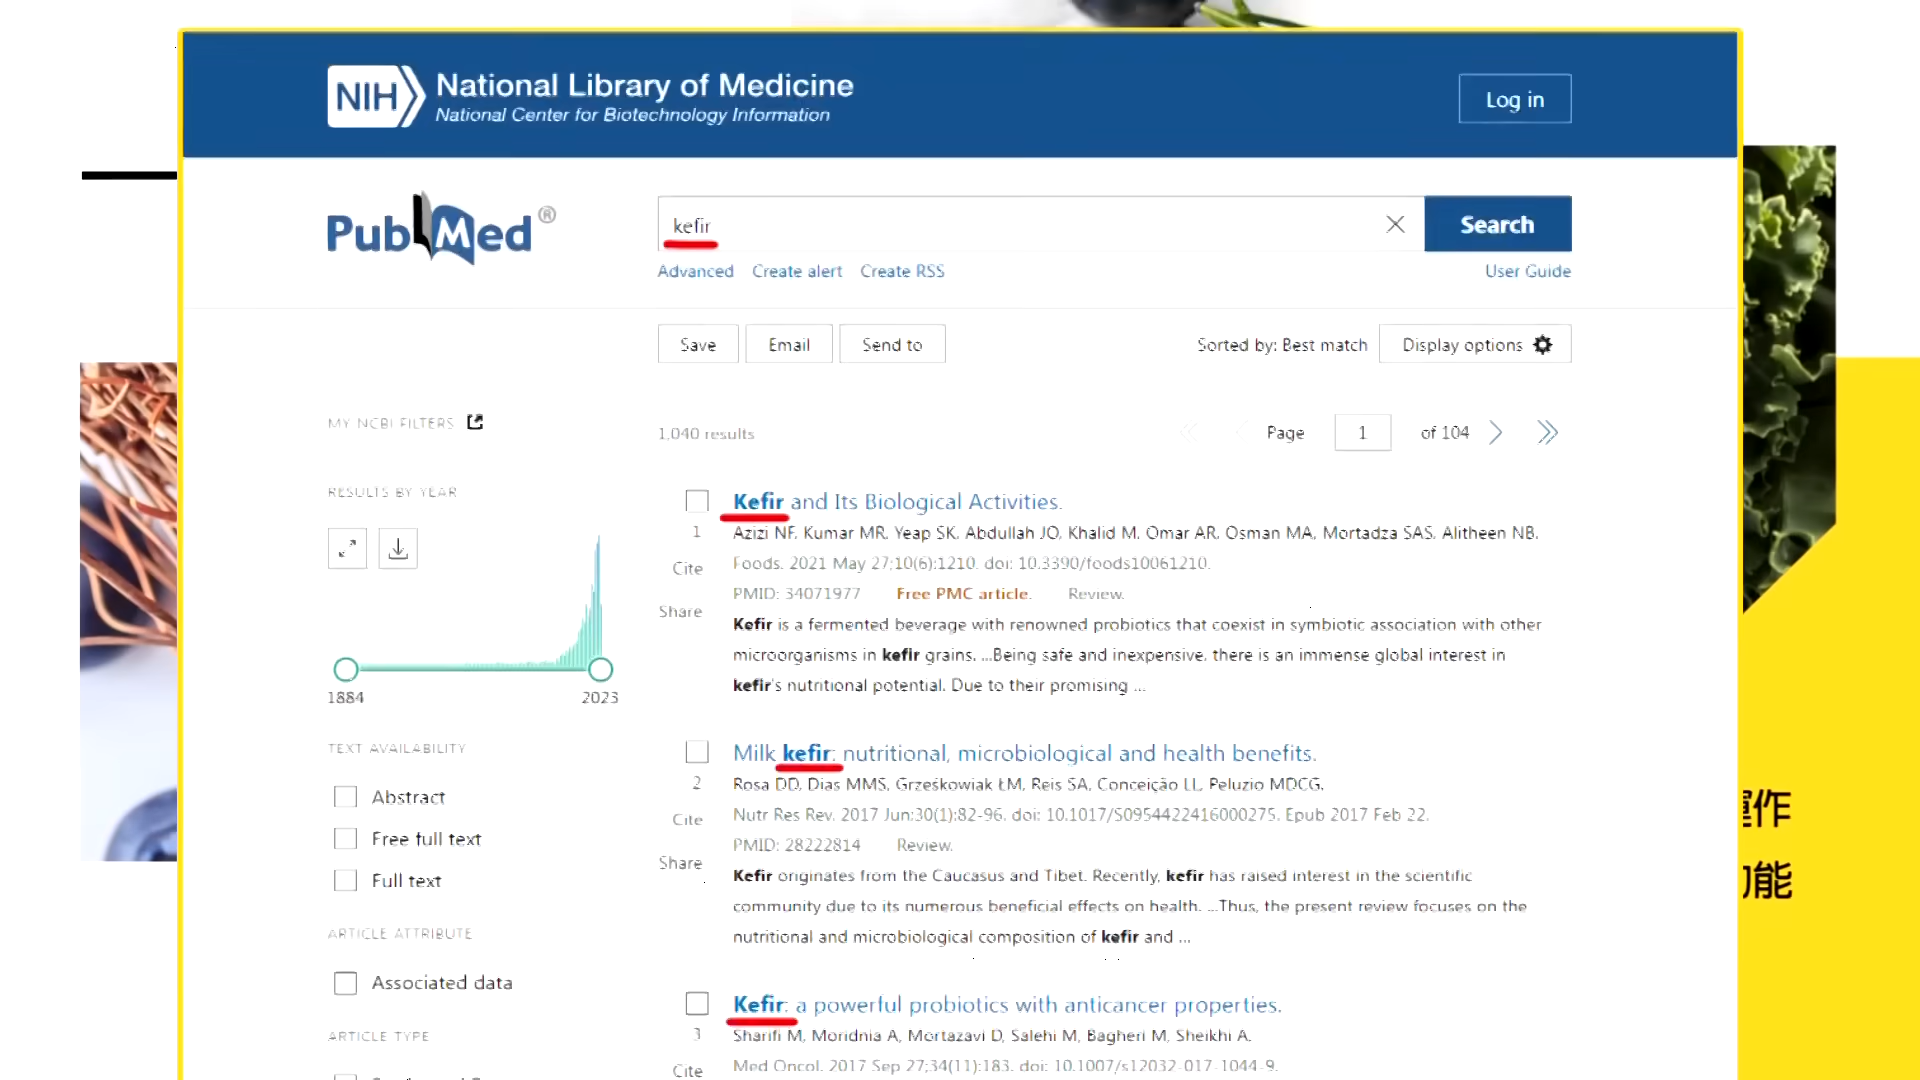 NIH National Library of Medicine
National Center for Biotechnology Information
Log in
PubMed®
kefir
Search
Advanced Create alert Create RSS
User Guide
Save Email Send to
Sorted by: Best match Display options
MY NCBI FILTERS
1,040 results
Page 1 of 104
RESULTS BY YEAR
1884 2023
Kefir and Its Biological Activities.
1 Azizi NF, Kumar MR, Yeap SK, Abdullah JO, Khalid M, Omar AR, Osman MA, Mortadza SAS, Alitheen NB.
Cite Foods. 2021 May 27;10(6):1210. doi: 10.3390/foods10061210.
PMID: 34071977 Free PMC article. Review.
Share Kefir is a fermented beverage with renowned probiotics that coexist in symbiotic association with other
microorganisms in kefir grains. ...Being safe and inexpensive, there is an immense global interest in
kefir's nutritional potential. Due to their promising ...
TEXT AVAILABILITY
Abstract
Free full text
Full text
Milk kefir: nutritional, microbiological and health benefits.
2 Rosa DD, Dias MMS, Grześkowiak ŁM, Reis SA, Conceição LL, Peluzio MDCG.
Cite Nutr Res Rev. 2017 Jun;30(1):82-96. doi: 10.1017/S0954422416000275. Epub 2017 Feb 22.
PMID: 28222814 Review.
Share Kefir originates from the Caucasus and Tibet. Recently, kefir has raised interest in the scientific
community due to its numerous beneficial effects on health. ...Thus, the present review focuses on the
nutritional and microbiological composition of kefir and ...
ARTICLE ATTRIBUTE
Associated data
ARTICLE TYPE
Kefir: a powerful probiotics with anticancer properties.
3 Sharifi M, Moridnia A, Mortazavi D, Salehi M, Bagheri M, Sheikhi A.
Cite Med Oncol. 2017 Sep 27;34(11):183. doi: 10.1007/s12032-017-1044-9.
作
能